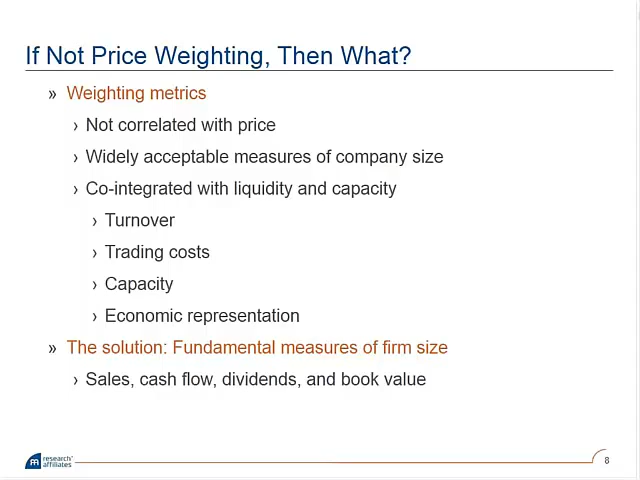 If Not Price Weighting, Then What?
» Weighting metrics
› Not correlated with price
› Widely acceptable measures of company size
› Co-integrated with liquidity and capacity
› Turnover
› Trading costs
› Capacity
› Economic representation
» The solution: Fundamental measures of firm size
› Sales, cash flow, dividends, and book value
research
affiliates
8